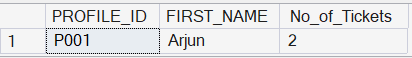 PROFILE_ID FIRST_NAME No_of_Tickets
1 P001 Arjun 2